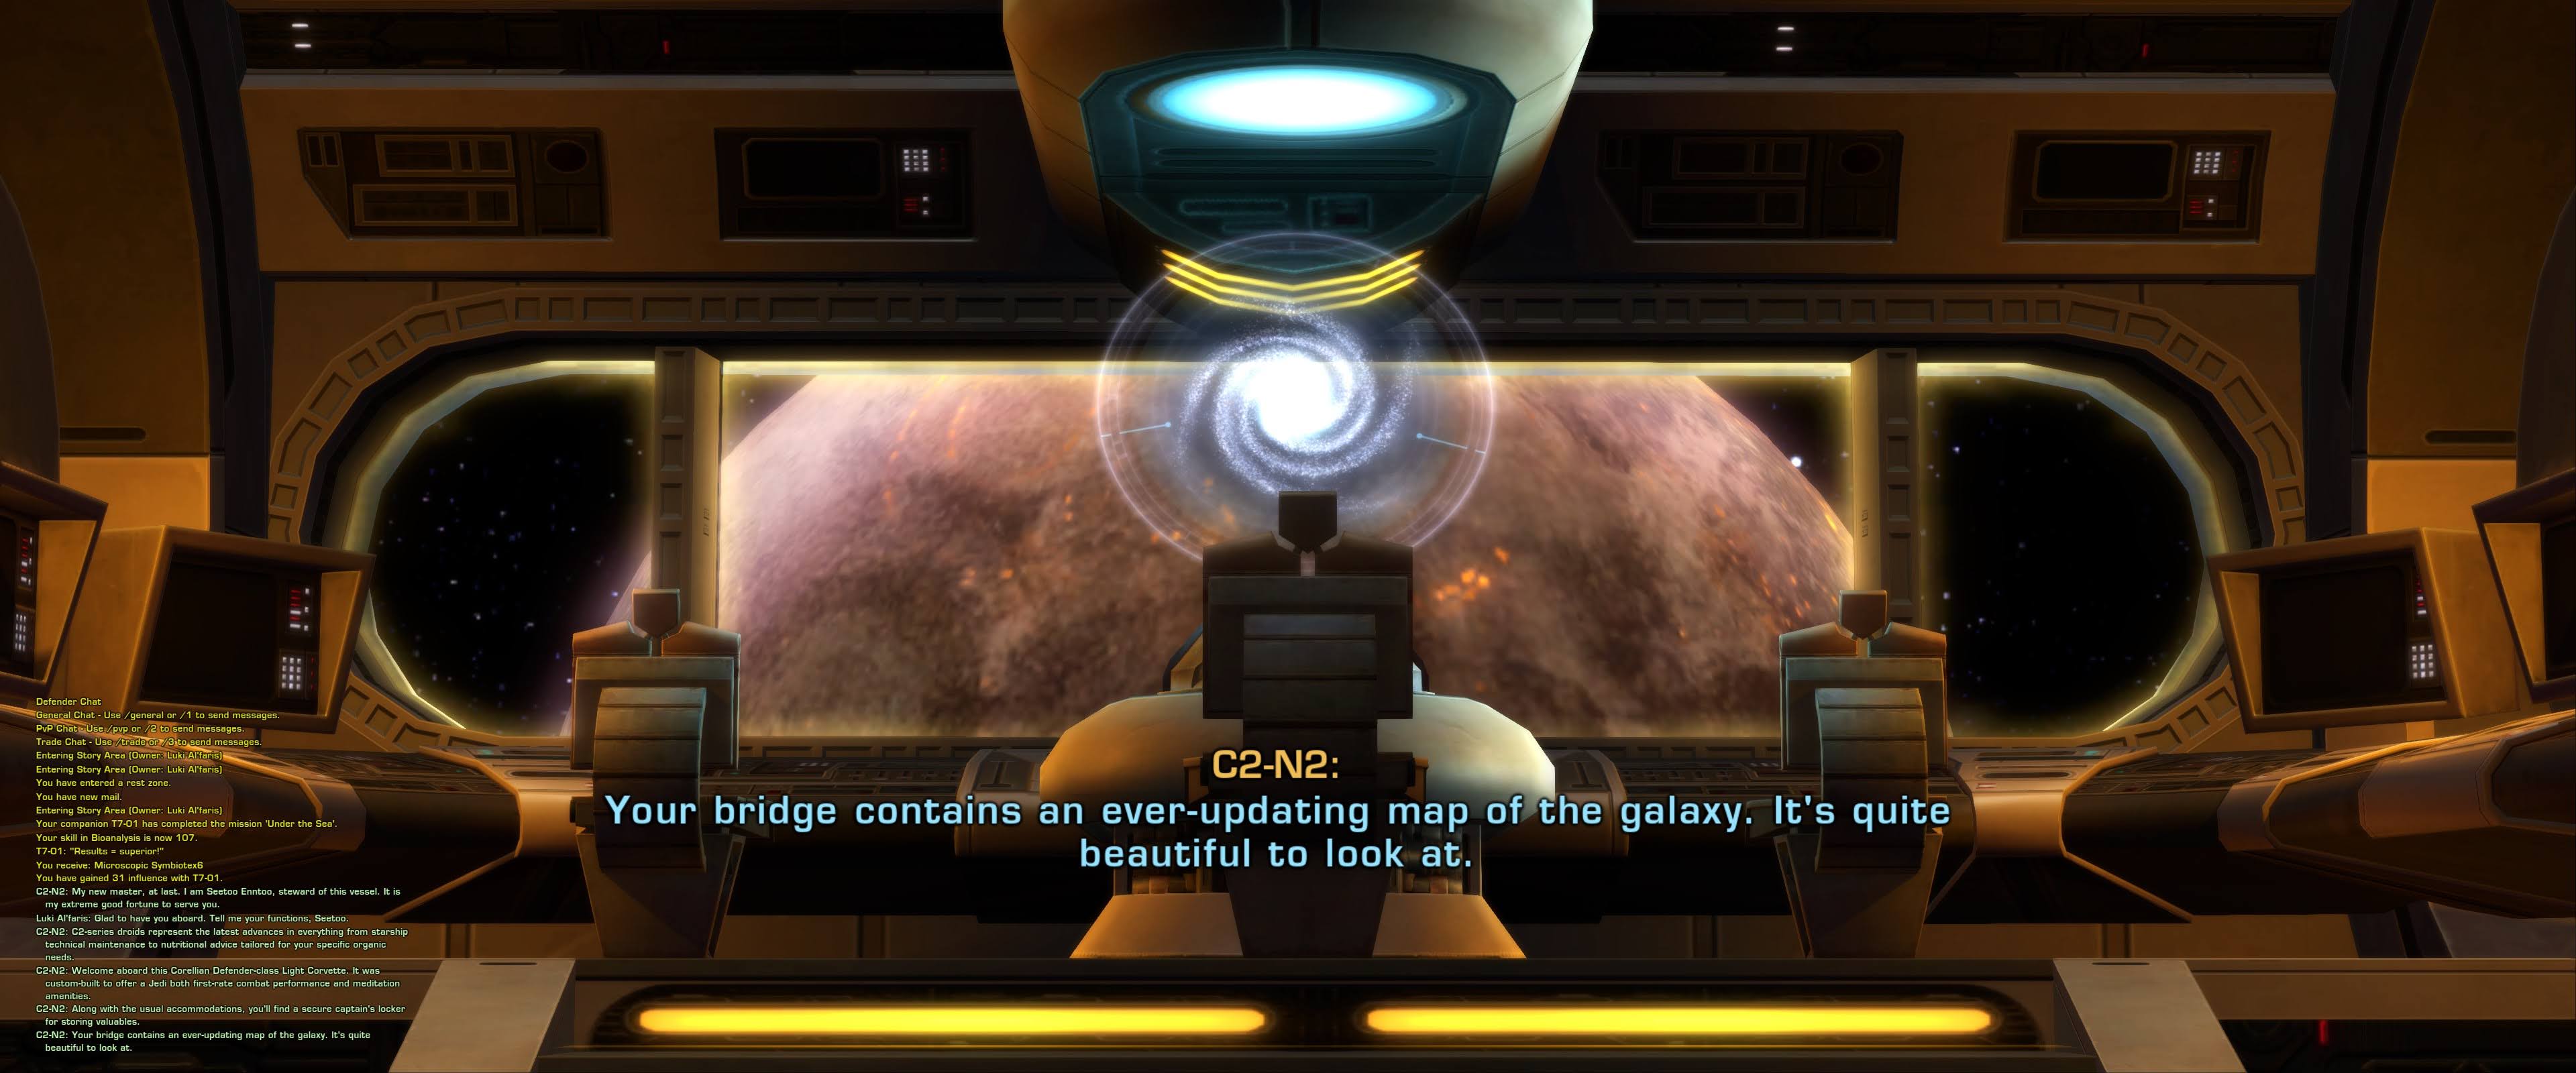 C2-N2:
Your bridge contains an ever-updating map of the galaxy. It's quite
beautiful to look at.
Defender Chat
General Chat - Use /general or /1 to send messages.
PvP Chat - Use /pvp or /2 to send messages.
Trade Chat - Use /trade or /3 to send messages.
Entering Story Area (Owner: Luki Al'faris)
Entering Story Area (Owner: Luki Al'faris)
You have entered a rest zone.
You have new mail.
Entering Story Area (Owner: Luki Al'faris)
Your companion T7-01 has completed the mission 'Under the Sea'.
Your skill in Bioanalysis is now 107.
T7-01: "Results = superior!"
You receive: Microscopic Symbiotex6
You have gained 31 influence with T7-01.
C2-N2: My new master, at last. I am Seetoo Enntoo, steward of this vessel. It is
my extreme good fortune to serve you.
Luki Al'faris: Glad to have you aboard. Tell me your functions, Seetoo.
C2-N2: C2-series droids represent the latest advances in everything from starship
technical maintenance to nutritional advice tailored for your specific organic
needs.
C2-N2: Welcome aboard this Corellian Defender-class Light Corvette. It was
custom-built to offer a Jedi both first-rate combat performance and meditation
amenities.
C2-N2: Along with the usual accommodations, you'll find a secure captain's locker
for storing valuables.
C2-N2: Your bridge contains an ever-updating map of the galaxy. It's quite
beautiful to look at.